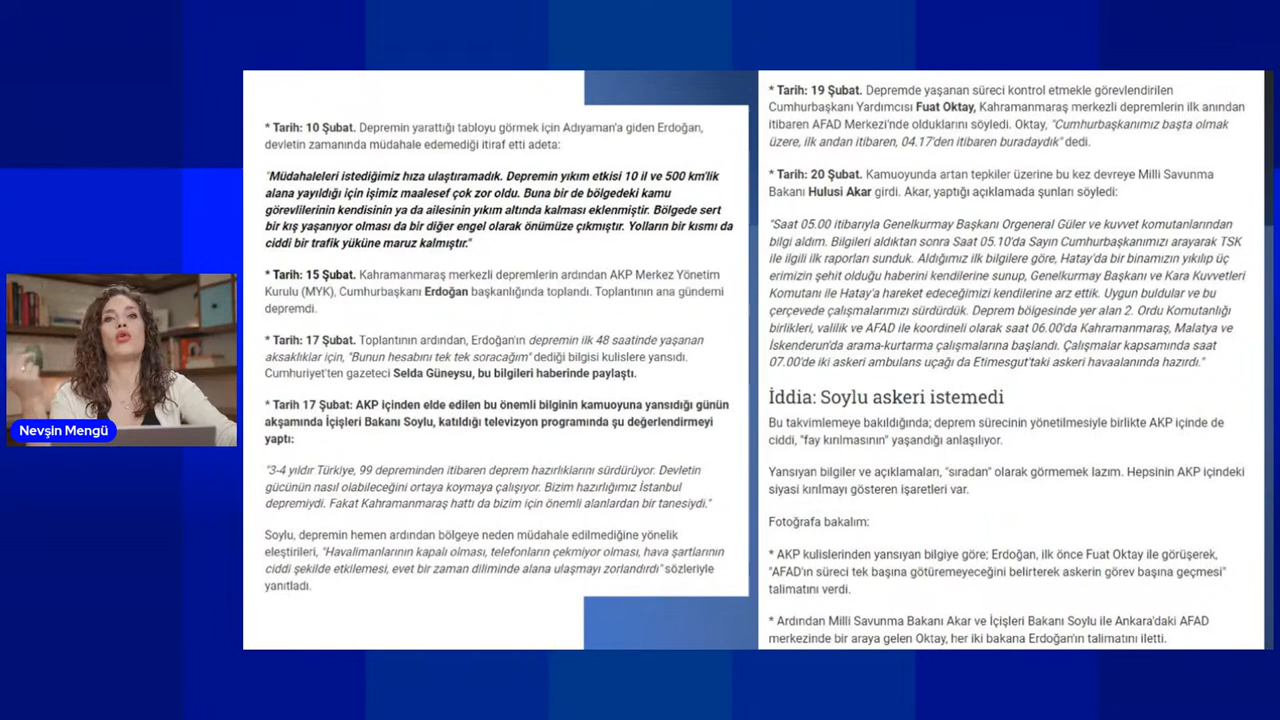 * Tarih: 10 Şubat. Depremin yarattığı tabloyu görmek için Adıyaman'a giden Erdoğan,
devletin zamanında müdahale edemediği itiraf etti adeta:
"Müdahaleleri istediğimiz hıza ulaştıramadık. Depremin yıkım etkisi 10 il ve 500 km'lik
alana yayıldığı için işimiz maalesef çok zor oldu. Buna bir de bölgedeki kamu
görevlilerinin kendisinin ya da ailesinin yıkım altında kalması eklenmiştir. Bölgede sert
bir kış yaşanıyor olması da bir diğer engel olarak önümüze çıkmıştır. Yolların bir kısmı da
ciddi bir trafik yüküne maruz kalmıştır."
* Tarih: 15 Şubat. Kahramanmaraş merkezli depremlerin ardından AKP Merkez Yönetim
Kurulu (MYK), Cumhurbaşkanı Erdoğan başkanlığında toplandı. Toplantının ana gündemi
depremdi.
* Tarih: 17 Şubat. Toplantının ardından, Erdoğan'ın depremin ilk 48 saatinde yaşanan
aksaklıklar için, "Bunun hesabını tek tek soracağım" dediği bilgisi kulislere yansıdı.
Cumhuriyet'ten gazeteci Selda Güneysu, bu bilgileri haberinde paylaştı.
* Tarih 17 Şubat: AKP içinden elde edilen bu önemli bilginin kamuoyuna yansıdığı günün
akşamında İçişleri Bakanı Soylu, katıldığı televizyon programında şu değerlendirmeyi
yaptı:
"3-4 yıldır Türkiye, 99 depreminden itibaren deprem hazırlıklarını sürdürüyor. Devletin
gücünün nasıl olabileceğini ortaya koymaya çalışıyor. Bizim hazırlığımız İstanbul
depremiydi. Fakat Kahramanmaraş hattı da bizim için önemli alanlardan bir tanesiydi."
Soylu, depremin hemen ardından bölgeye neden müdahale edilmediğine yönelik
eleştirileri, "Havalimanlarının kapalı olması, telefonların çekmiyor olması, hava şartlarının
ciddi şekilde etkilemesi, evet bir zaman diliminde alana ulaşmayı zorlandırdı" sözleriyle
yanıtladı.
* Tarih: 19 Şubat. Depremde yaşanan süreci kontrol etmekle görevlendirilen
Cumhurbaşkanı Yardımcısı Fuat Oktay, Kahramanmaraş merkezli depremlerin ilk anından
itibaren AFAD Merkezi'nde olduklarını söyledi. Oktay, "Cumhurbaşkanımız başta olmak
üzere, ilk andan itibaren, 04.17'den itibaren buradaydık" dedi.
* Tarih: 20 Şubat. Kamuoyunda artan tepkiler üzerine bu kez devreye Milli Savunma
Bakanı Hulusi Akar girdi. Akar, yaptığı açıklamada şunları söyledi:
"Saat 05.00 itibarıyla Genelkurmay Başkanı Orgeneral Güler ve kuvvet komutanlarından
bilgi aldım. Bilgileri aldıktan sonra Saat 05.10'da Sayın Cumhurbaşkanımızı arayarak TSK
ile ilgili ilk raporları sunduk. Aldığımız ilk bilgilere göre, Hatay'da bir binamızın yıkılıp üç
erimizin şehit olduğu haberini kendilerine sunup, Genelkurmay Başkanı ve Kara Kuvvetleri
Komutanı ile Hatay'a hareket edeceğimizi kendilerine arz ettik. Uygun buldular ve bu
çerçevede çalışmalarımızı sürdürdük. Deprem bölgesinde yer alan 2. Ordu Komutanlığı
birlikleri, valilik ve AFAD ile koordineli olarak saat 06.00'da Kahramanmaraş, Malatya ve
İskenderun'da arama-kurtarma çalışmalarına başlandı. Çalışmalar kapsamında saat
07.00'de iki askeri ambulans uçağı da Etimesgut'taki askeri havaalanında hazırdı."
İddia: Soylu askeri istemedi
Bu takvimlemeye bakıldığında; deprem sürecinin yönetilmesiyle birlikte AKP içinde de
ciddi, "fay kırılmasının" yaşandığı anlaşılıyor.
Yansıyan bilgiler ve açıklamaları, "sıradan" olarak görmemek lazım. Hepsinin AKP içindeki
siyasi kırılmayı gösteren işaretleri var.
Fotoğrafa bakalım:
* AKP kulislerinden yansıyan bilgiye göre; Erdoğan, ilk önce Fuat Oktay ile görüşerek,
"AFAD'ın süreci tek başına götüremeyeceğini belirterek askerin görev başına geçmesi"
talimatını verdi.
* Ardından Milli Savunma Bakanı Akar ve İçişleri Bakanı Soylu ile Ankara'daki AFAD
merkezinde bir araya gelen Oktay, her iki bakana Erdoğan'ın talimatını iletti.
Nevşin Mengü